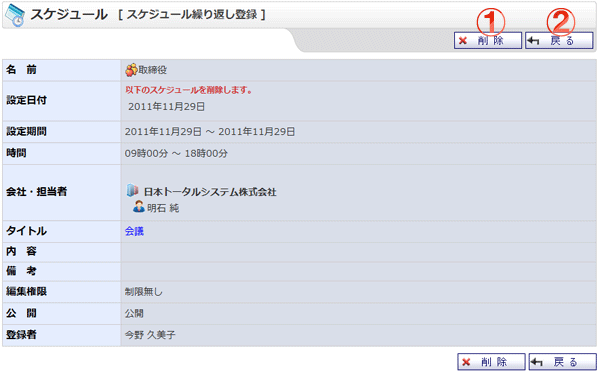 スケジュール [ スケジュール繰り返し登録 ]
① ②
削除 戻る
名 前 取締役
設定日付 以下のスケジュールを削除します。
2011年11月29日
設定期間 2011年11月29日 ～ 2011年11月29日
時間 09時00分 ～ 18時00分
会社・担当者 日本トータルシステム株式会社
明石 純
タイトル 会議
内 容
備 考
編集権限 制限無し
公 開 公開
登録者 今野 久美子
削除 戻る